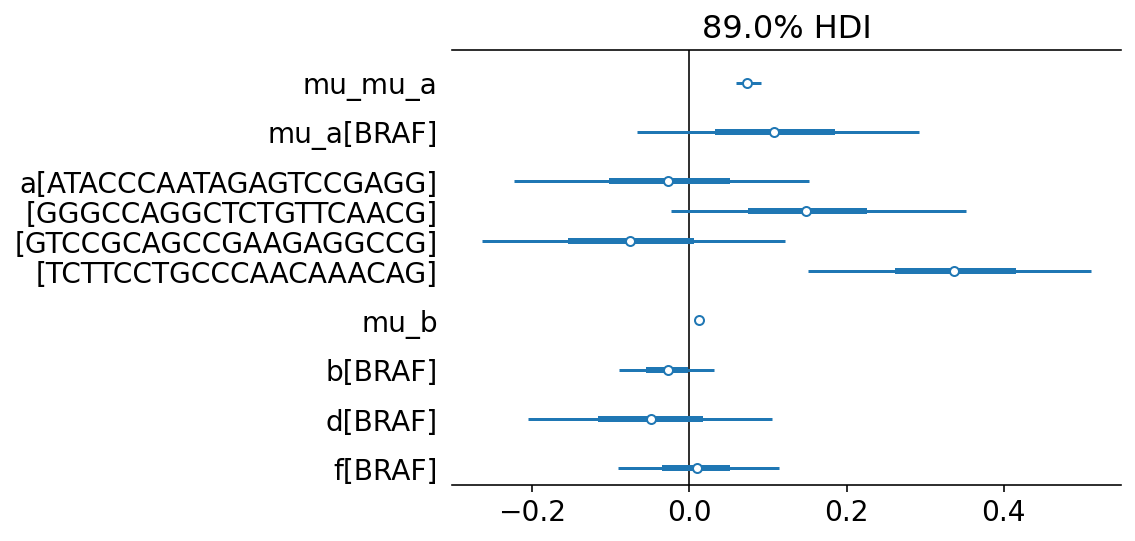 89.0% HDI
mu_mu_a
mu_a[BRAF]
a[ATACCCAATAGAGTCCGAGG]
[GGGCCAGGCTCTGTTCAACG]
[GTCCGCAGCCGAAGAGGCCG]
[TCTTCCTGCCCAACAAACAG]
mu_b
b[BRAF]
d[BRAF]
f[BRAF]
−0.2 0.0 0.2 0.4